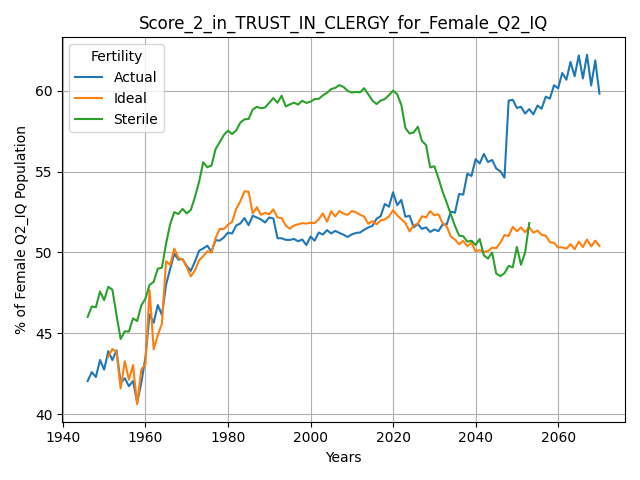 Score_2_in_TRUST_IN_CLERGY_for_Female_Q2_IQ
Fertility
Actual
Ideal
Sterile
% of Female Q2_IQ Population
60
55
50
45
40
1940 1960 1980 2000 2020 2040 2060
Years